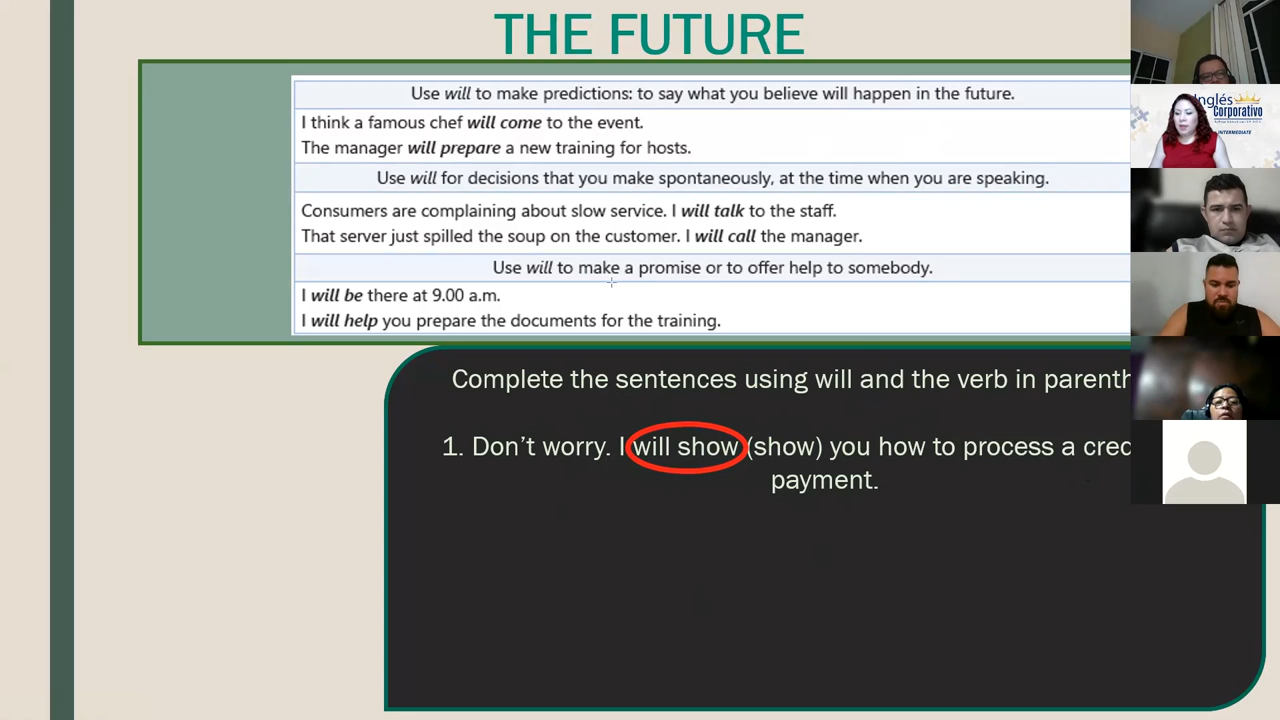 THE FUTURE
Use will to make predictions: to say what you believe will happen in the future.
I think a famous chef will come to the event.
The manager will prepare a new training for hosts.
Use will for decisions that you make spontaneously, at the time when you are speaking.
Consumers are complaining about slow service. I will talk to the staff.
That server just spilled the soup on the customer. I will call the manager.
Use will to make a promise or to offer help to somebody.
I will be there at 9.00 a.m.
I will help you prepare the documents for the training.
Complete the sentences using will and the verb in parenth
1. Don't worry. I will show (show) you how to process a cred
payment.
Inglés
Corporativo
INTERMEDIATE